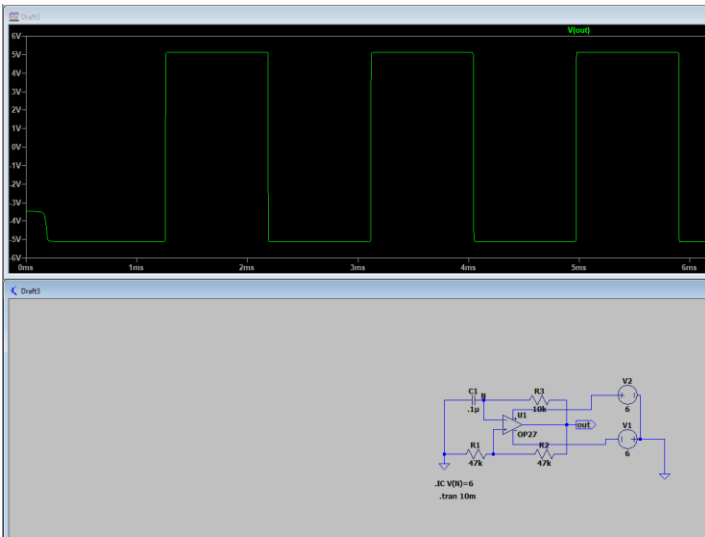 Draft3
V(out)
6V
5V
4V
3V
2V
1V
0V
-1V
-2V
-3V
-4V
-5V
-6V
0ms 1ms 2ms 3ms 4ms 5ms 6ms
Draft3
V2
C1 N R3
.1µ 10k 6
U1
out V1
OP27
R1 R2 6
47k 47k
.IC V(N)=6
.tran 10m